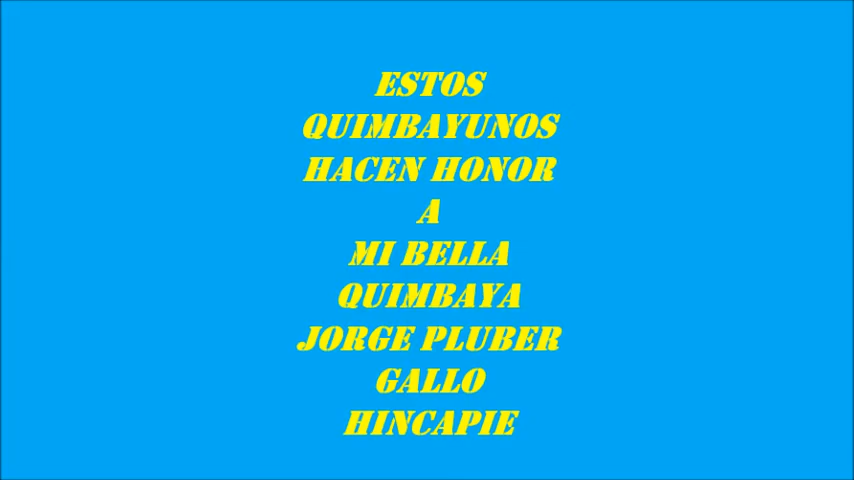 ESTOS
QUIMBAYUNOS
HACEN HONOR
A
MI BELLA
QUIMBAYA
JORGE PLUBER
GALLO
HINCAPIE